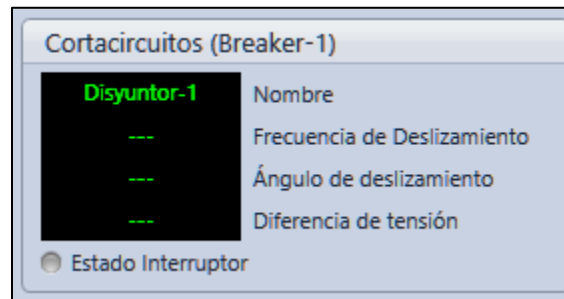 Cortacircuitos (Breaker-1)
Disyuntor-1 Nombre
--- Frecuencia de Deslizamiento
--- Ángulo de deslizamiento
--- Diferencia de tensión
Estado Interruptor